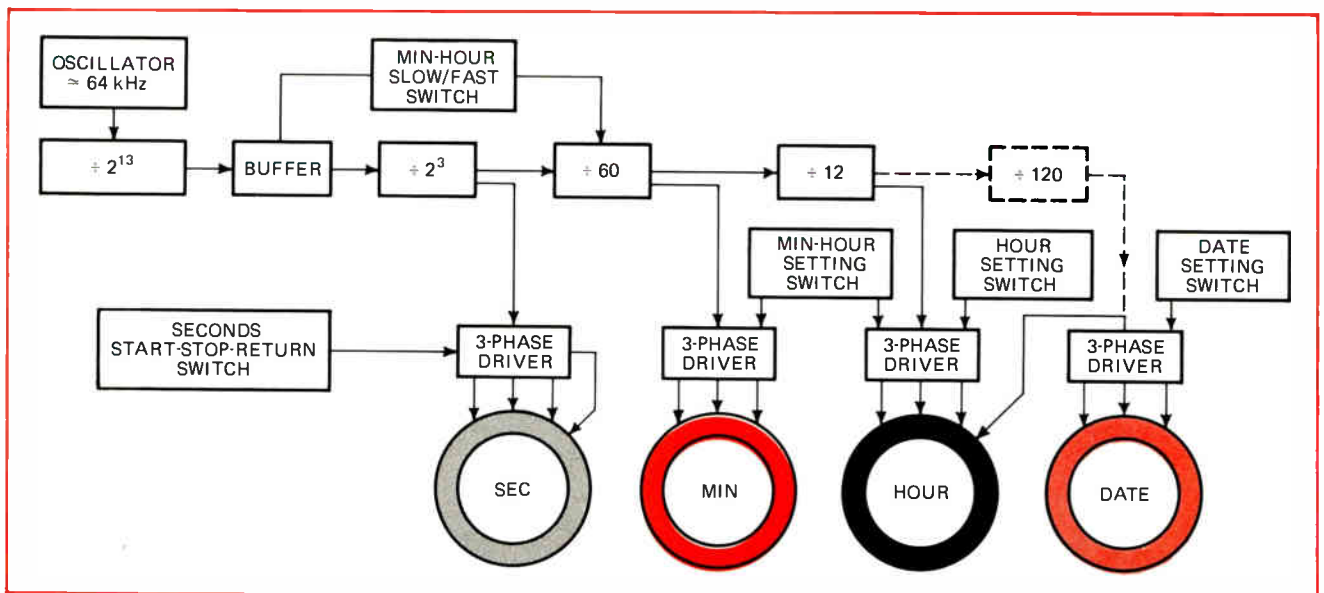 OSCILLATOR
≃ 64 kHz
MIN-HOUR
SLOW/FAST
SWITCH
÷ 2¹³
BUFFER
÷ 2³
÷ 60
÷ 12
÷ 120
MIN-HOUR
SETTING
SWITCH
HOUR
SETTING
SWITCH
DATE
SETTING
SWITCH
SECONDS
START-STOP-RETURN
SWITCH
3-PHASE
DRIVER
3-PHASE
DRIVER
3-PHASE
DRIVER
3-PHASE
DRIVER
SEC
MIN
HOUR
DATE